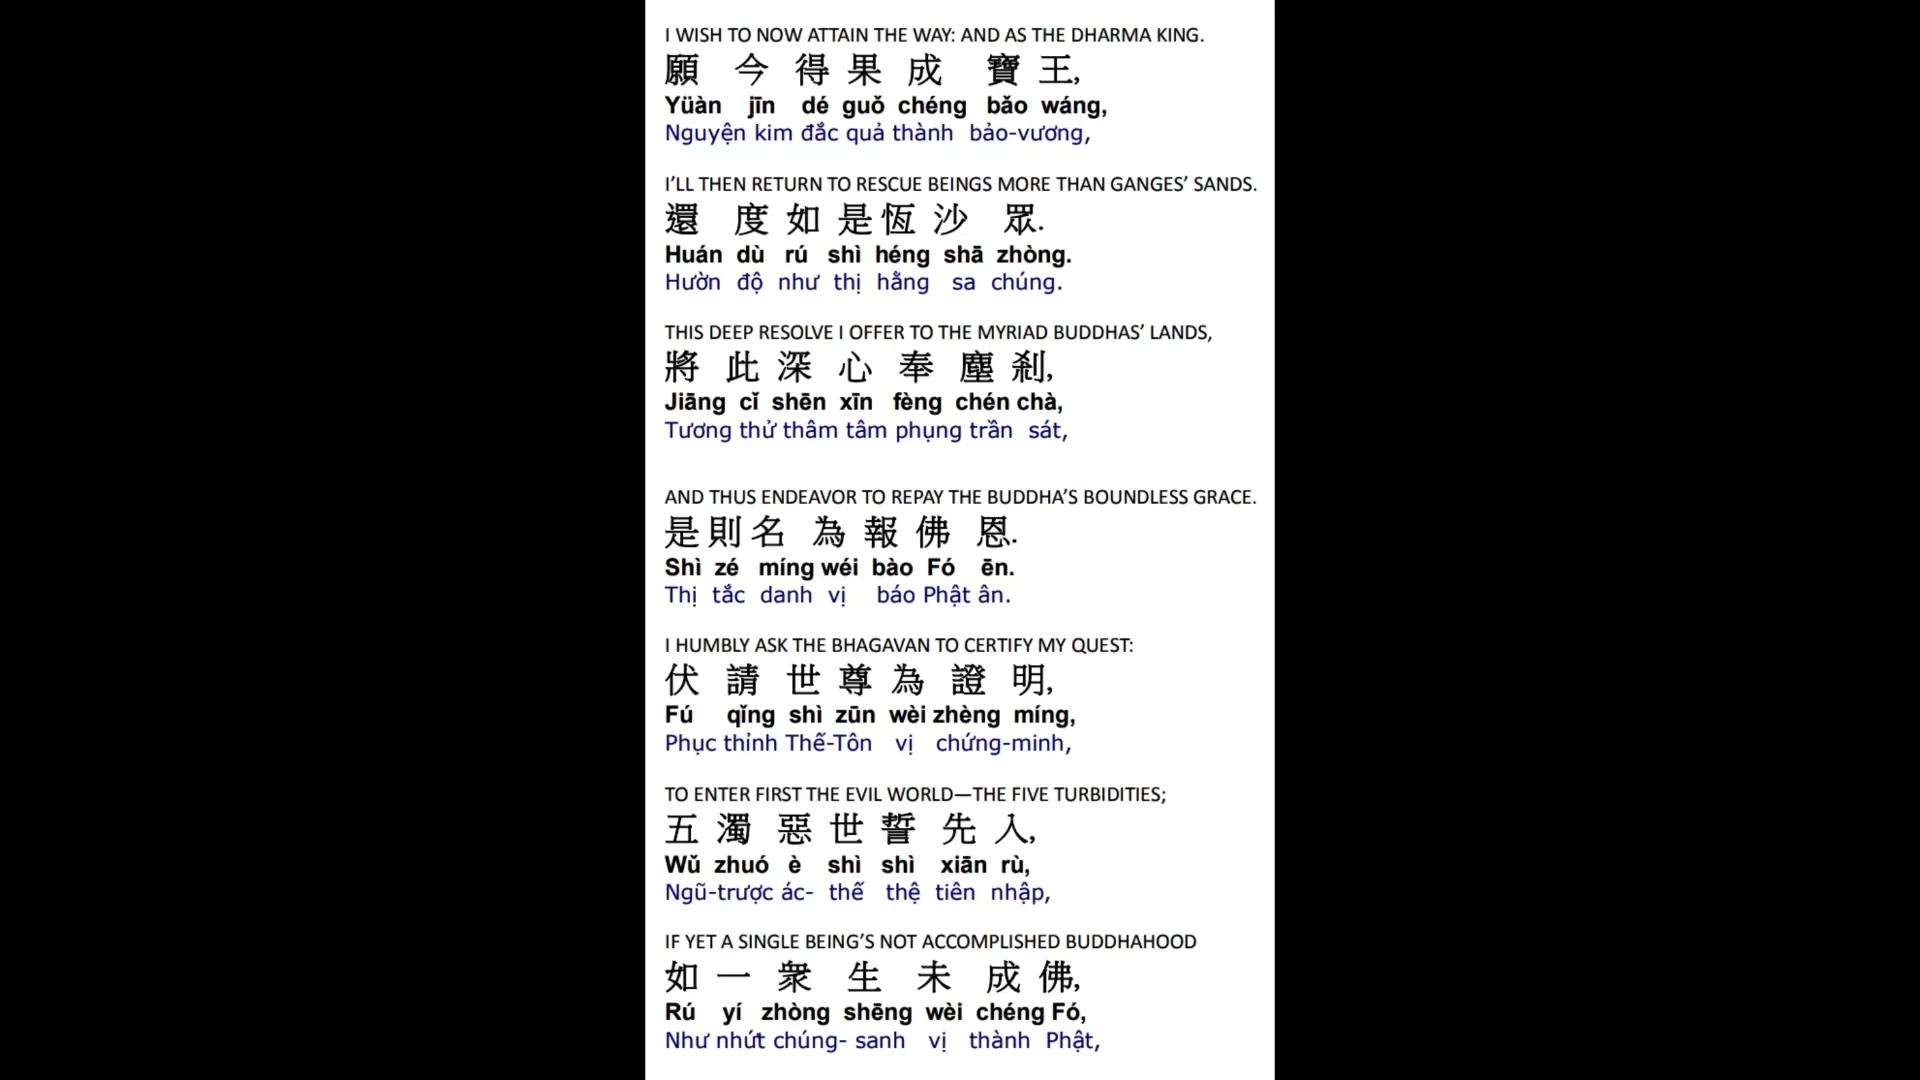 I WISH TO NOW ATTAIN THE WAY: AND AS THE DHARMA KING.
願 今 得 果 成 寶 王,
Yüàn jīn dé guǒ chéng bǎo wáng,
Nguyện kim đắc quả thành bảo-vương,
I’LL THEN RETURN TO RESCUE BEINGS MORE THAN GANGES’ SANDS.
還 度 如 是 恆 沙 眾.
Huán dù rú shì héng shā zhòng.
Hườn độ như thị hằng sa chúng.
THIS DEEP RESOLVE I OFFER TO THE MYRIAD BUDDHAS’ LANDS,
將 此 深 心 奉 塵 剎,
Jiāng cǐ shēn xīn fèng chén chà,
Tương thử thâm tâm phụng trần sát,
AND THUS ENDEAVOR TO REPAY THE BUDDHA’S BOUNDLESS GRACE.
是 則 名 為 報 佛 恩.
Shì zé míng wéi bào Fó ēn.
Thị tắc danh vị báo Phật ân.
I HUMBLY ASK THE BHAGAVAN TO CERTIFY MY QUEST:
伏 請 世 尊 為 證 明,
Fú qǐng shì zūn wèi zhèng míng,
Phục thỉnh Thế-Tôn vị chứng-minh,
TO ENTER FIRST THE EVIL WORLD—THE FIVE TURBIDITIES;
五 濁 惡 世 誓 先 入,
Wǔ zhuó è shì shì xiān rù,
Ngũ-trược ác- thế thệ tiên nhập,
IF YET A SINGLE BEING’S NOT ACCOMPLISHED BUDDHAHOOD
如 一 衆 生 未 成 佛,
Rú yí zhòng shēng wèi chéng Fó,
Như nhứt chúng- sanh vị thành Phật,